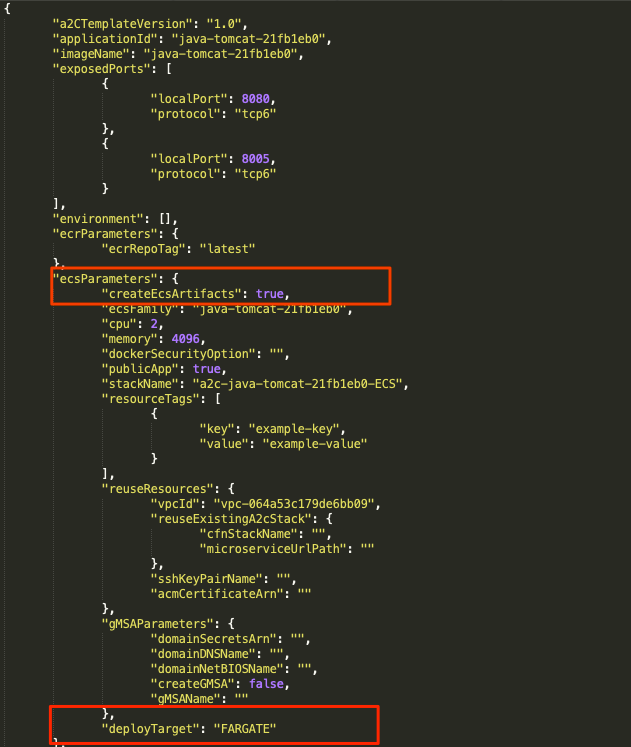 {
"a2CTemplateVersion": "1.0",
"applicationId": "java-tomcat-21fb1eb0",
"imageName": "java-tomcat-21fb1eb0",
"exposedPorts": [
{
"localPort": 8080,
"protocol": "tcp6"
},
{
"localPort": 8005,
"protocol": "tcp6"
}
],
"environment": [],
"ecrParameters": {
"ecrRepoTag": "latest"
},
"ecsParameters": {
"createEcsArtifacts": true,
"ecsFamily": "java-tomcat-21fb1eb0",
"cpu": 2,
"memory": 4096,
"dockerSecurityOption": "",
"publicApp": true,
"stackName": "a2c-java-tomcat-21fb1eb0-ECS",
"resourceTags": [
{
"key": "example-key",
"value": "example-value"
}
],
"reuseResources": {
"vpcId": "vpc-064a53c179de6bb09",
"reuseExistingA2cStack": {
"cfnStackName": "",
"microserviceUrlPath": ""
},
"sshKeyPairName": "",
"acmCertificateArn": ""
},
"gMSAParameters": {
"domainSecretsArn": "",
"domainDNSName": "",
"domainNetBIOSName": "",
"createGMSA": false,
"gMSAName": ""
},
"deployTarget": "FARGATE"
},